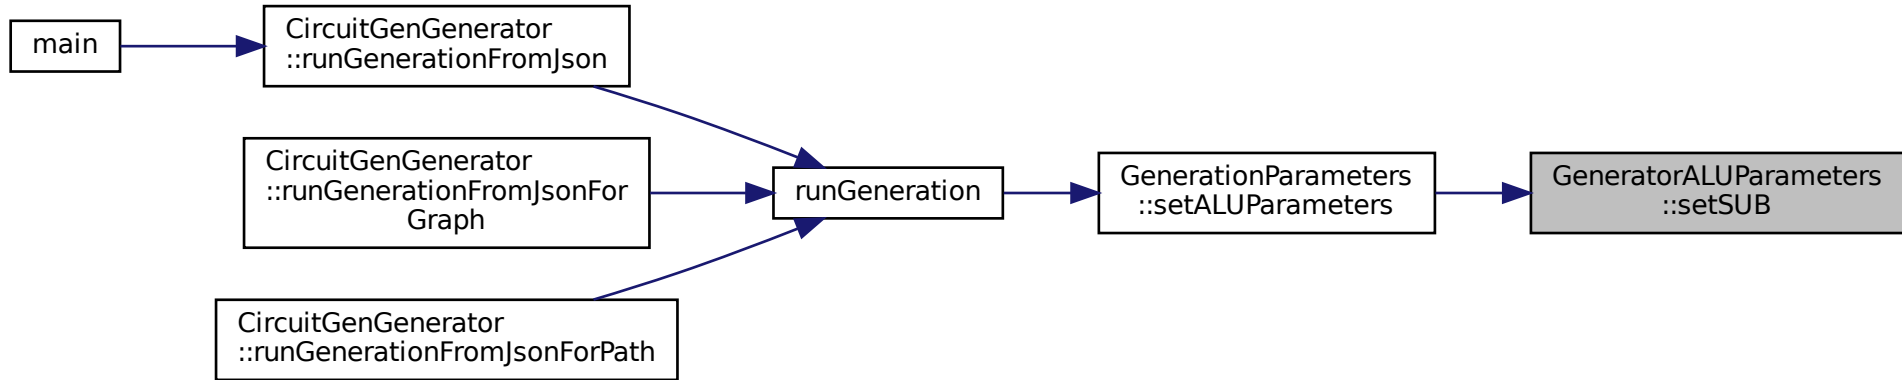 main
CircuitGenGenerator
::runGenerationFromJson
CircuitGenGenerator
::runGenerationFromJsonFor
Graph
CircuitGenGenerator
::runGenerationFromJsonForPath
runGeneration
GenerationParameters
::setALUParameters
GeneratorALUParameters
::setSUB